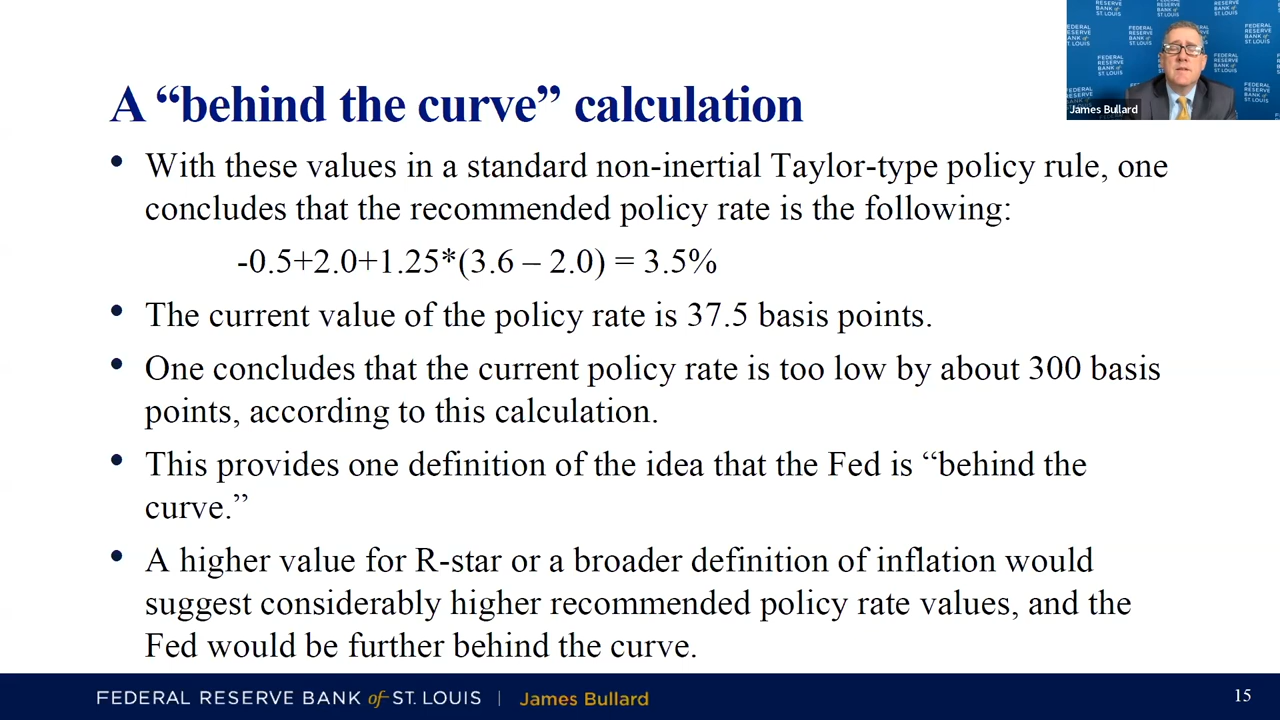 A “behind the curve” calculation
• With these values in a standard non-inertial Taylor-type policy rule, one
concludes that the recommended policy rate is the following:
-0.5+2.0+1.25*(3.6 – 2.0) = 3.5%
• The current value of the policy rate is 37.5 basis points.
• One concludes that the current policy rate is too low by about 300 basis
points, according to this calculation.
• This provides one definition of the idea that the Fed is “behind the
curve.”
• A higher value for R-star or a broader definition of inflation would
suggest considerably higher recommended policy rate values, and the
Fed would be further behind the curve.
FEDERAL RESERVE BANK of ST. LOUIS | James Bullard
15
FEDERAL RESERVE
BANK of
ST. LOUIS
James Bullard